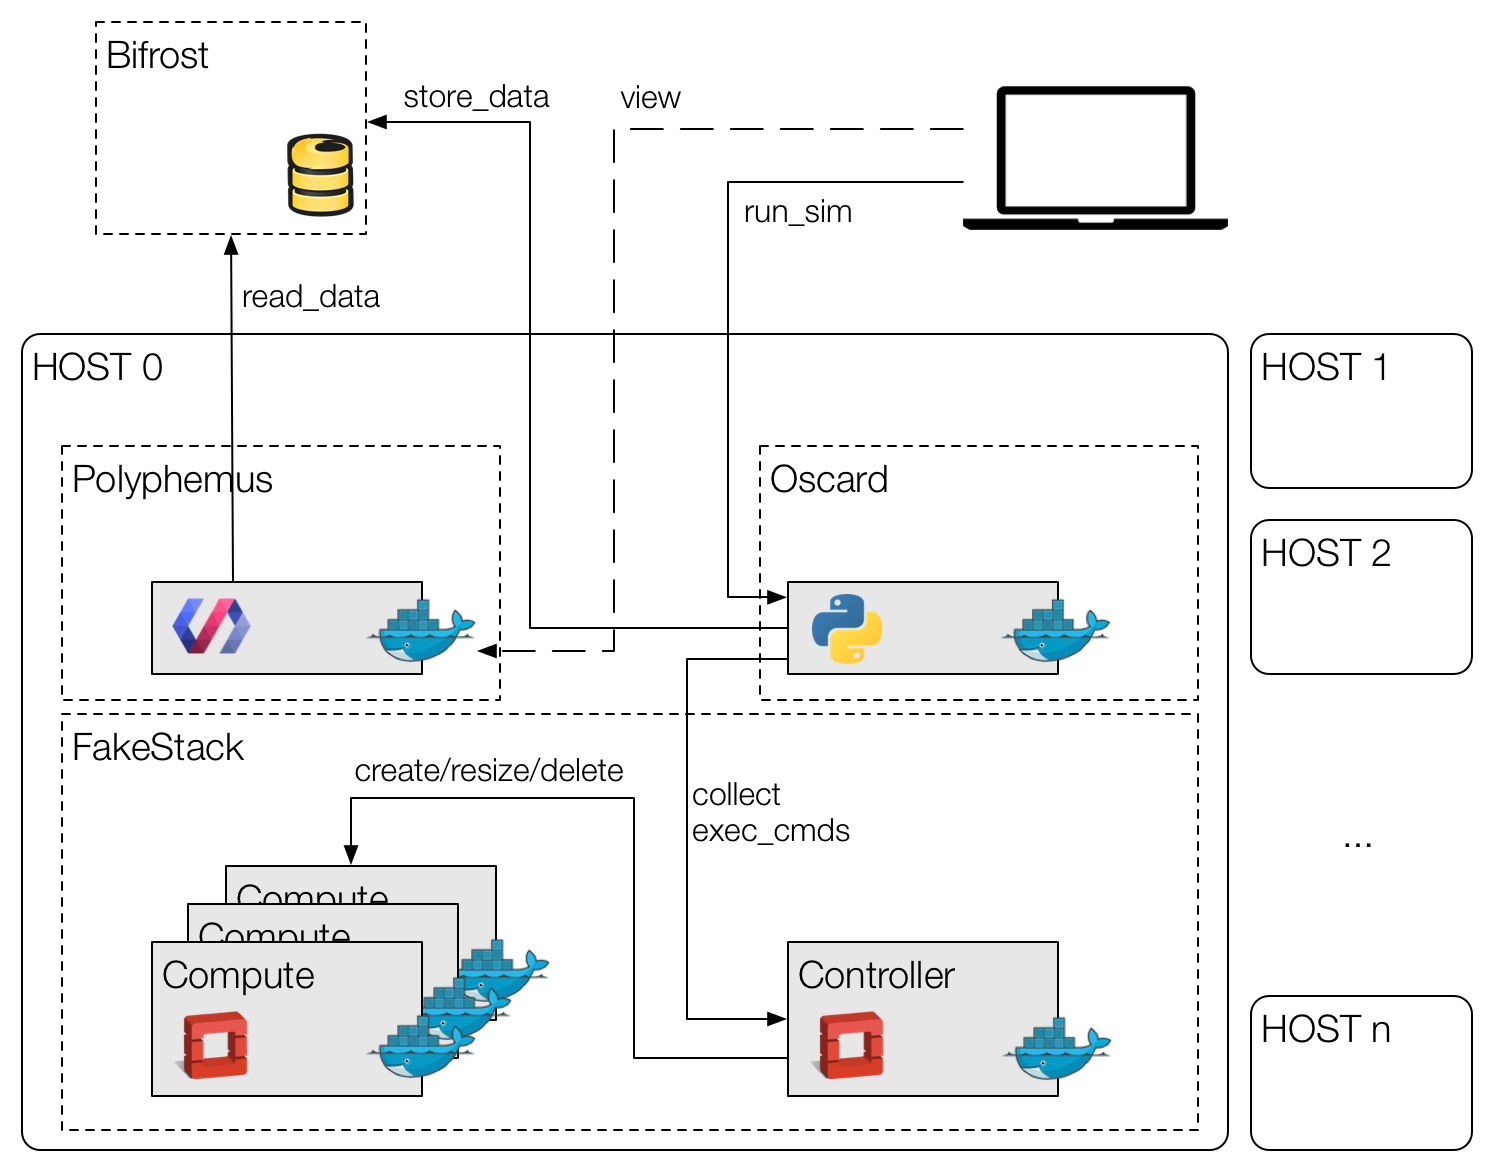 Bifrost
store_data
view
run_sim
read_data
HOST 0
HOST 1
Polyphemus
Oscard
HOST 2
FakeStack
create/resize/delete
collect
exec_cmds
...
Compute
Compute
Compute
Controller
HOST n